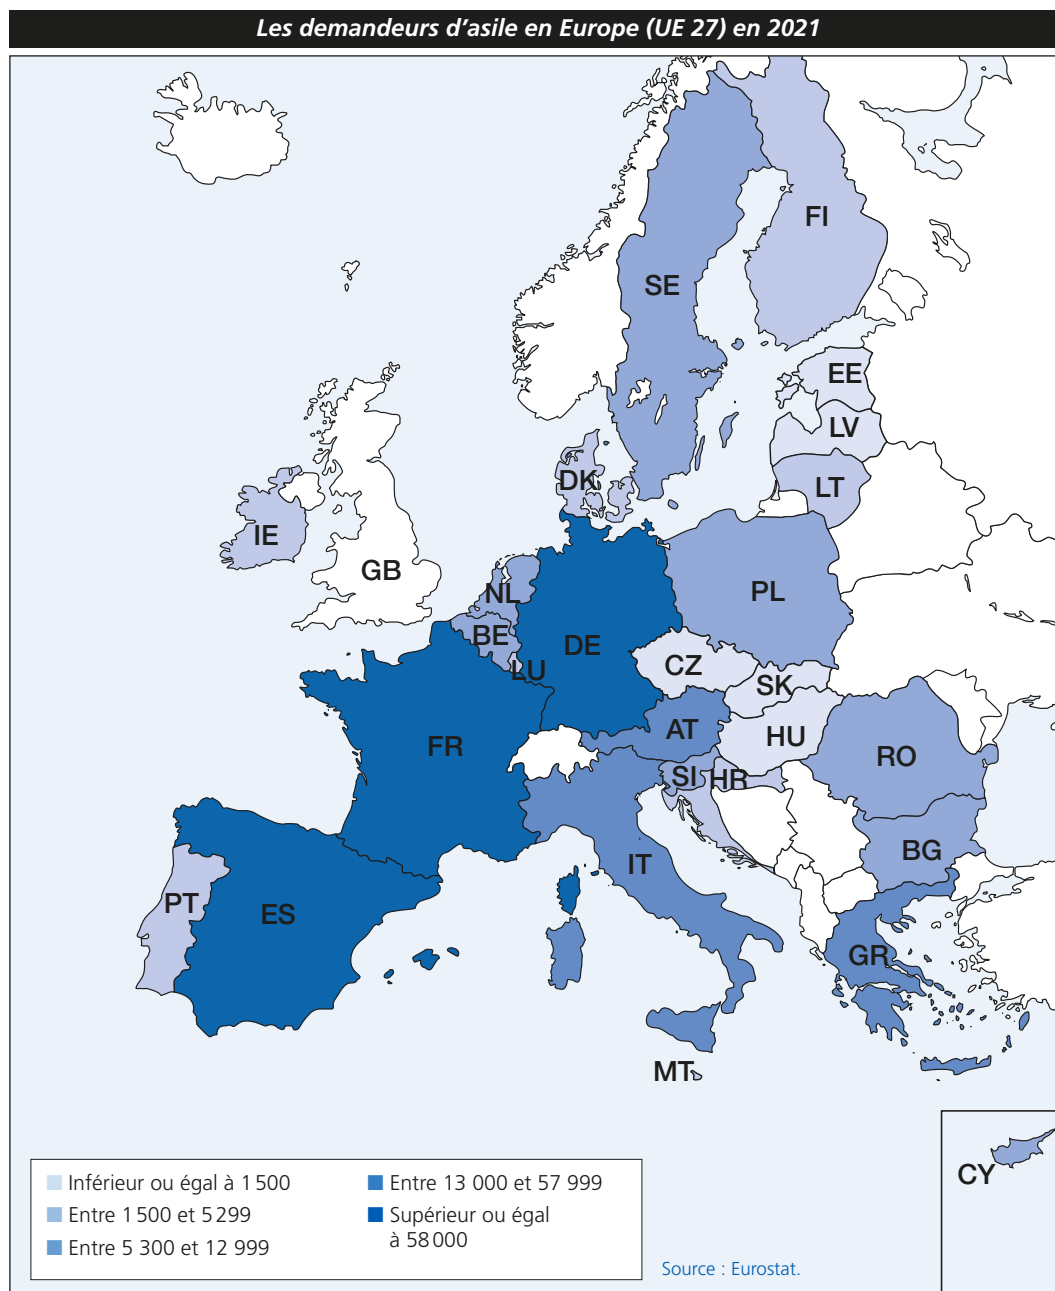 Les demandeurs d'asile en Europe (UE 27) en 2021
FI
SE
EE
LV
LT
DK
IE
GB
NL
PL
BE
DE
LU
CZ
SK
AT
HU
FR
RO
SI
HR
BG
IT
PT
ES
GR
MT
CY
Inférieur ou égal à 1 500
Entre 1 500 et 5 299
Entre 5 300 et 12 999
Entre 13 000 et 57 999
Supérieur ou égal
à 58 000
Source : Eurostat.